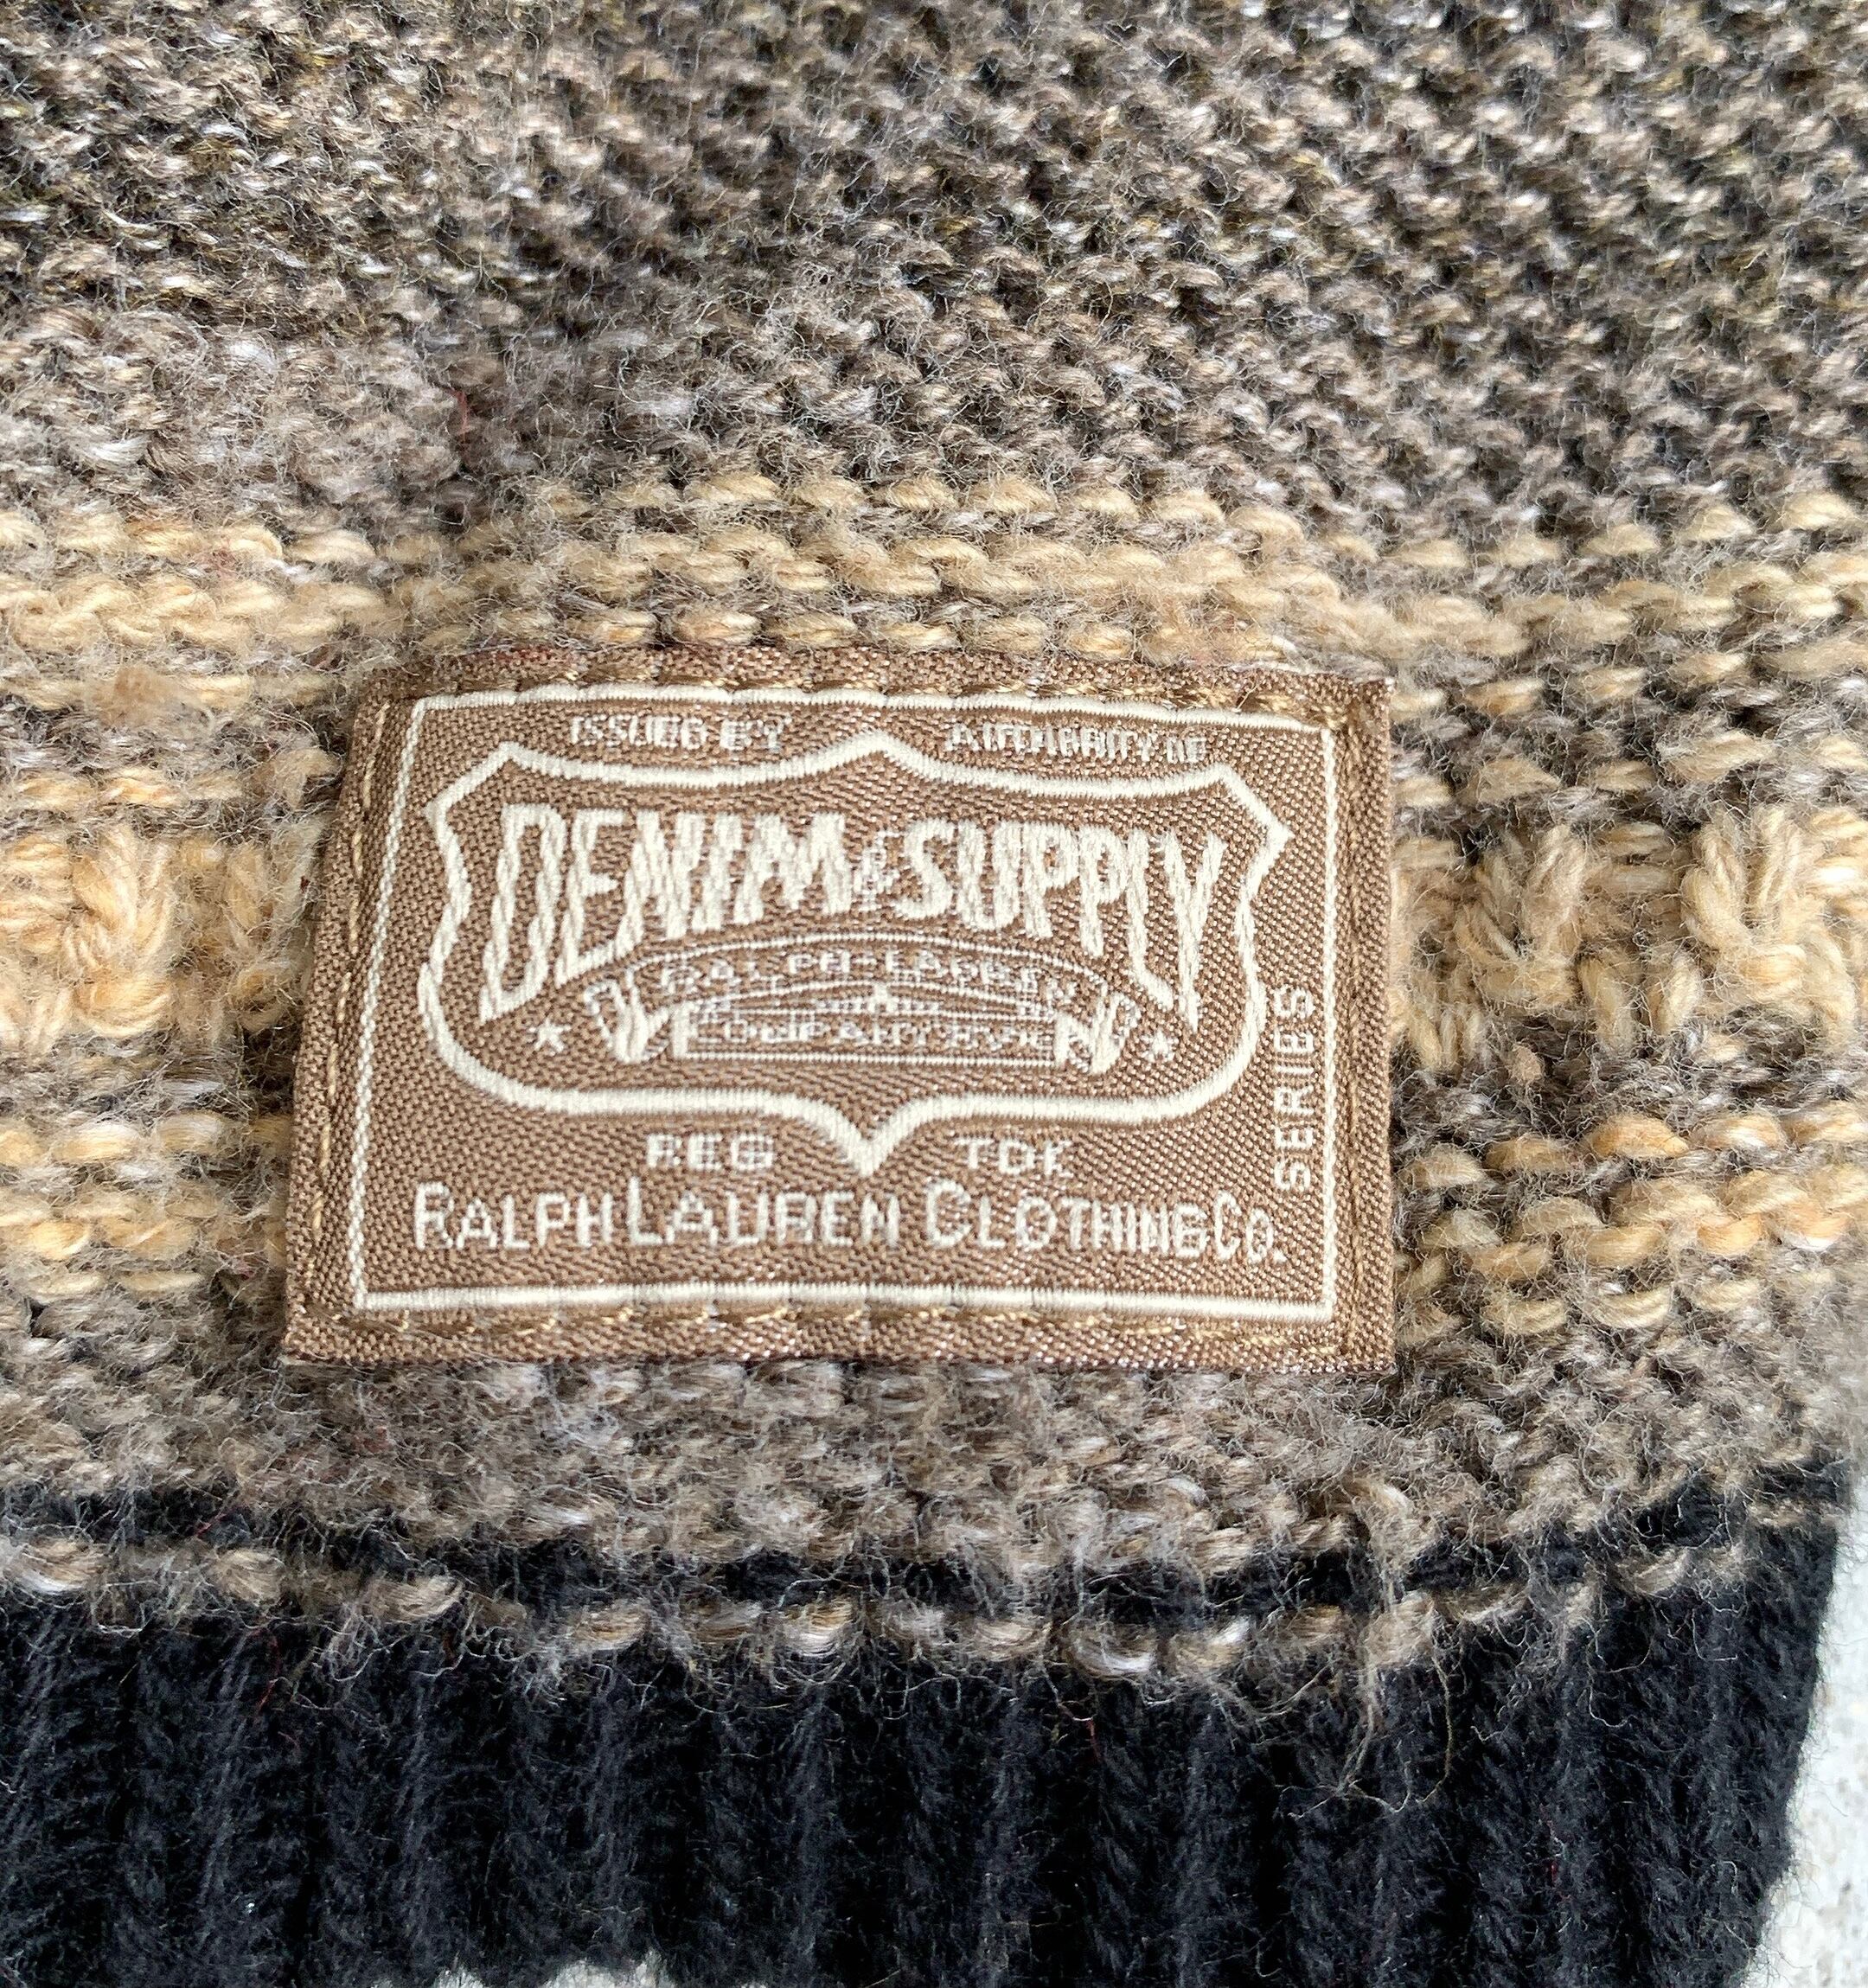 ISSUED BY AUTHORITY OF
DENIM & SUPPLY
RALPH LAUREN
REG TDE
RALPH LAUREN CLOTHING CO.
SERIES